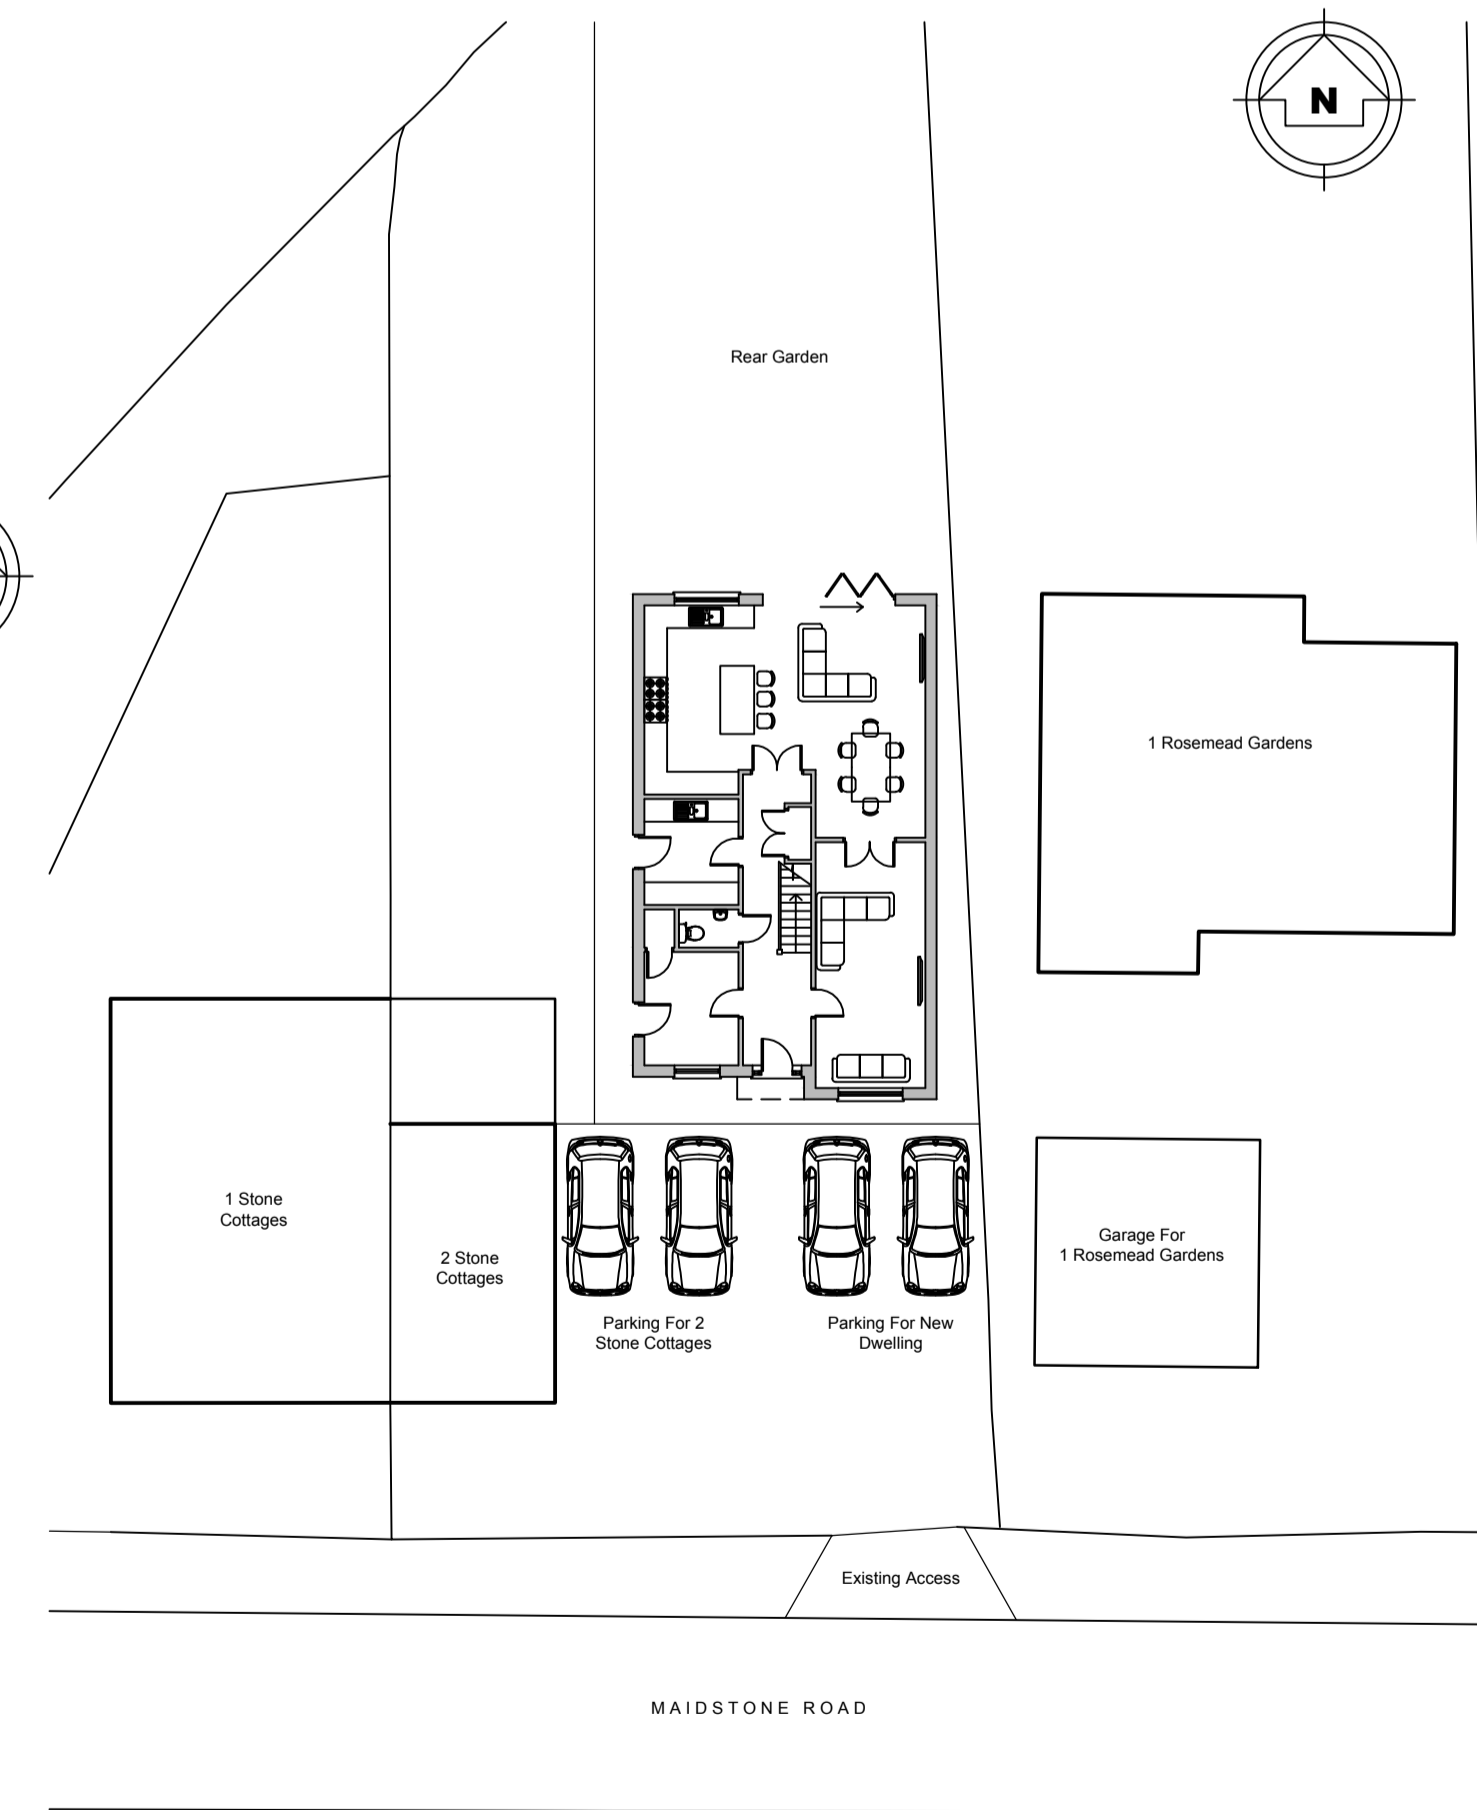 N
Rear Garden
1 Rosemead Gardens
1 Stone
Cottages
2 Stone
Cottages
Garage For
1 Rosemead Gardens
Parking For 2
Stone Cottages
Parking For New
Dwelling
Existing Access
MAIDSTONE ROAD